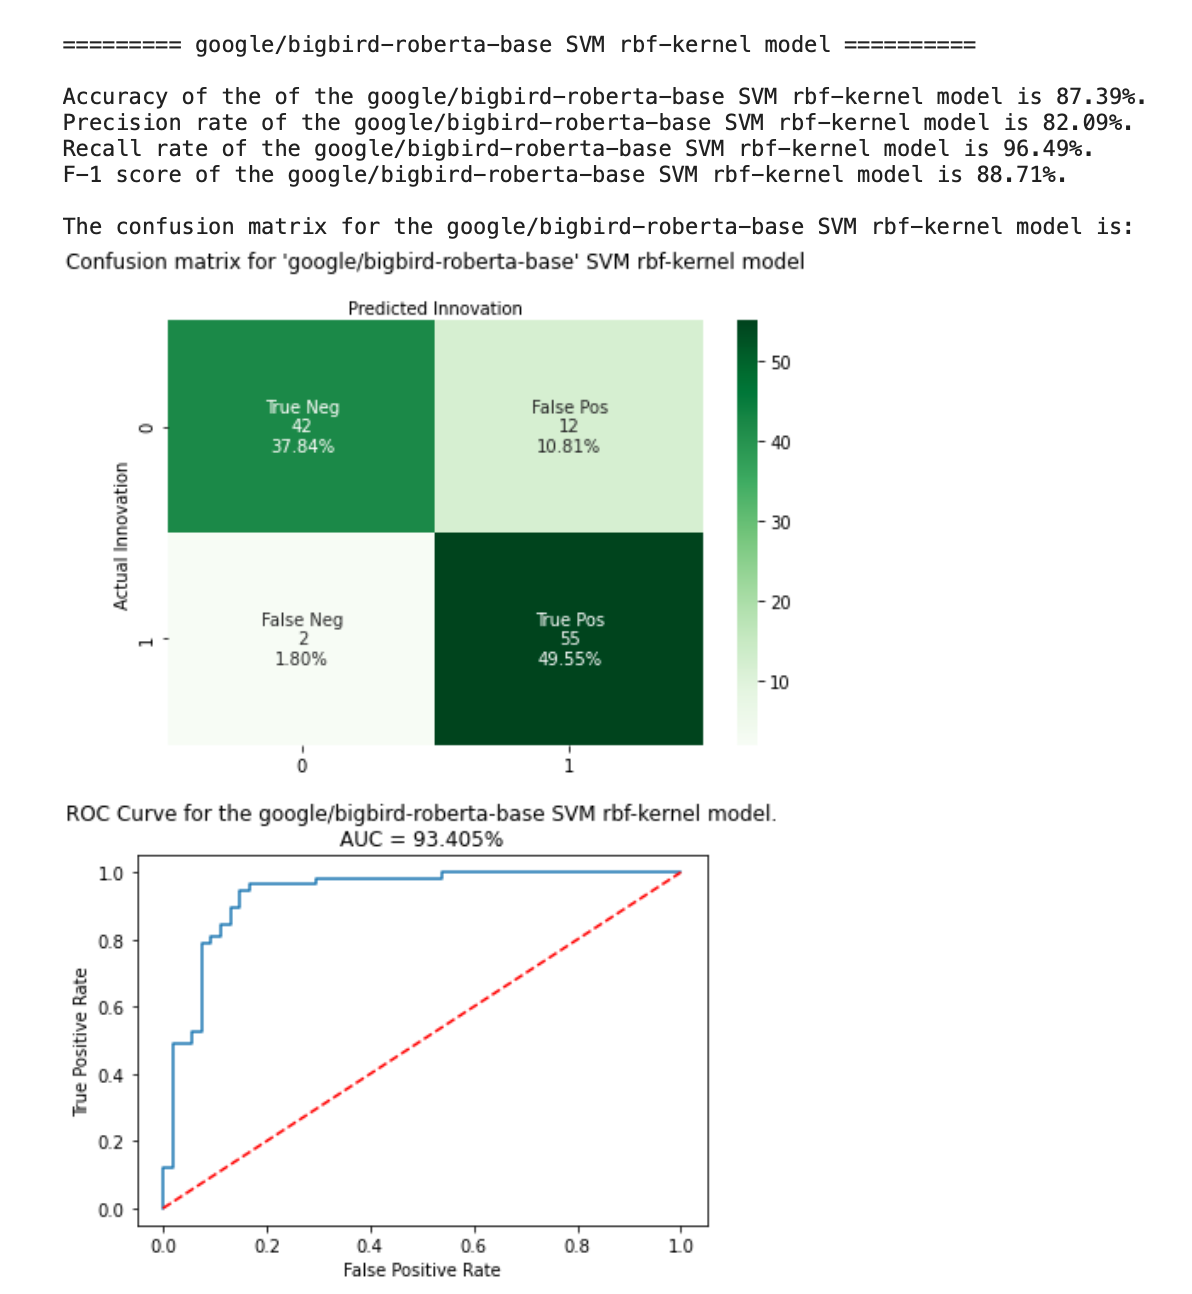 ========= google/bigbird-roberta-base SVM rbf-kernel model ==========
Accuracy of the of the google/bigbird-roberta-base SVM rbf-kernel model is 87.39%.
Precision rate of the google/bigbird-roberta-base SVM rbf-kernel model is 82.09%.
Recall rate of the google/bigbird-roberta-base SVM rbf-kernel model is 96.49%.
F-1 score of the google/bigbird-roberta-base SVM rbf-kernel model is 88.71%.
The confusion matrix for the google/bigbird-roberta-base SVM rbf-kernel model is:
Confusion matrix for 'google/bigbird-roberta-base' SVM rbf-kernel model
Predicted Innovation
Actual Innovation
0
1
True Neg
42
37.84%
False Pos
12
10.81%
False Neg
2
1.80%
True Pos
55
49.55%
0
1
50
40
30
20
10
ROC Curve for the google/bigbird-roberta-base SVM rbf-kernel model.
AUC = 93.405%
True Positive Rate
1.0
0.8
0.6
0.4
0.2
0.0
0.0
0.2
0.4
0.6
0.8
1.0
False Positive Rate